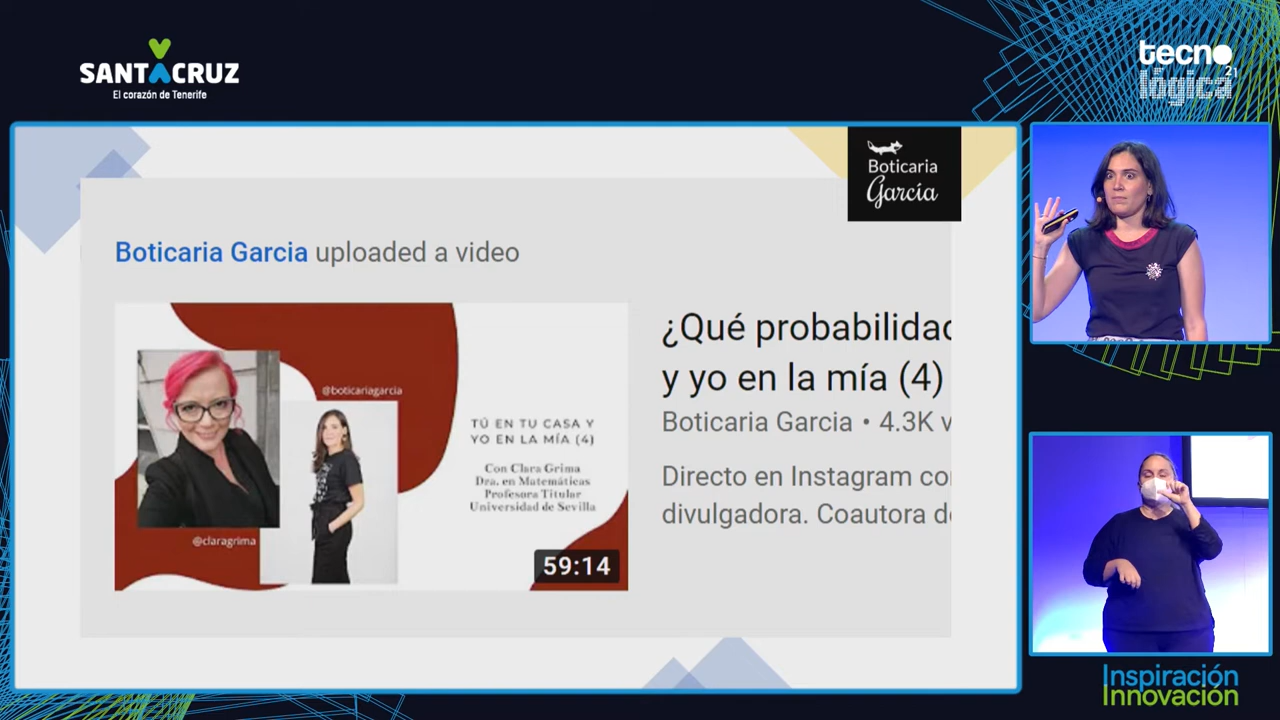 SANTACRUZ
El corazón de Tenerife
tecno
lógica
21
Boticaria
García
Boticaria Garcia uploaded a video
@boticariagarcia
TÚ EN TU CASA Y
YO EN LA MÍA (4)
Con Clara Grima
Dra. en Matemáticas
Profesora Titular
Universidad de Sevilla
@claragrima
59:14
¿Qué probabilidad
y yo en la mía (4)
Boticaria Garcia • 4.3K v
Directo en Instagram co
divulgadora. Coautora d
Inspiración
Innovación